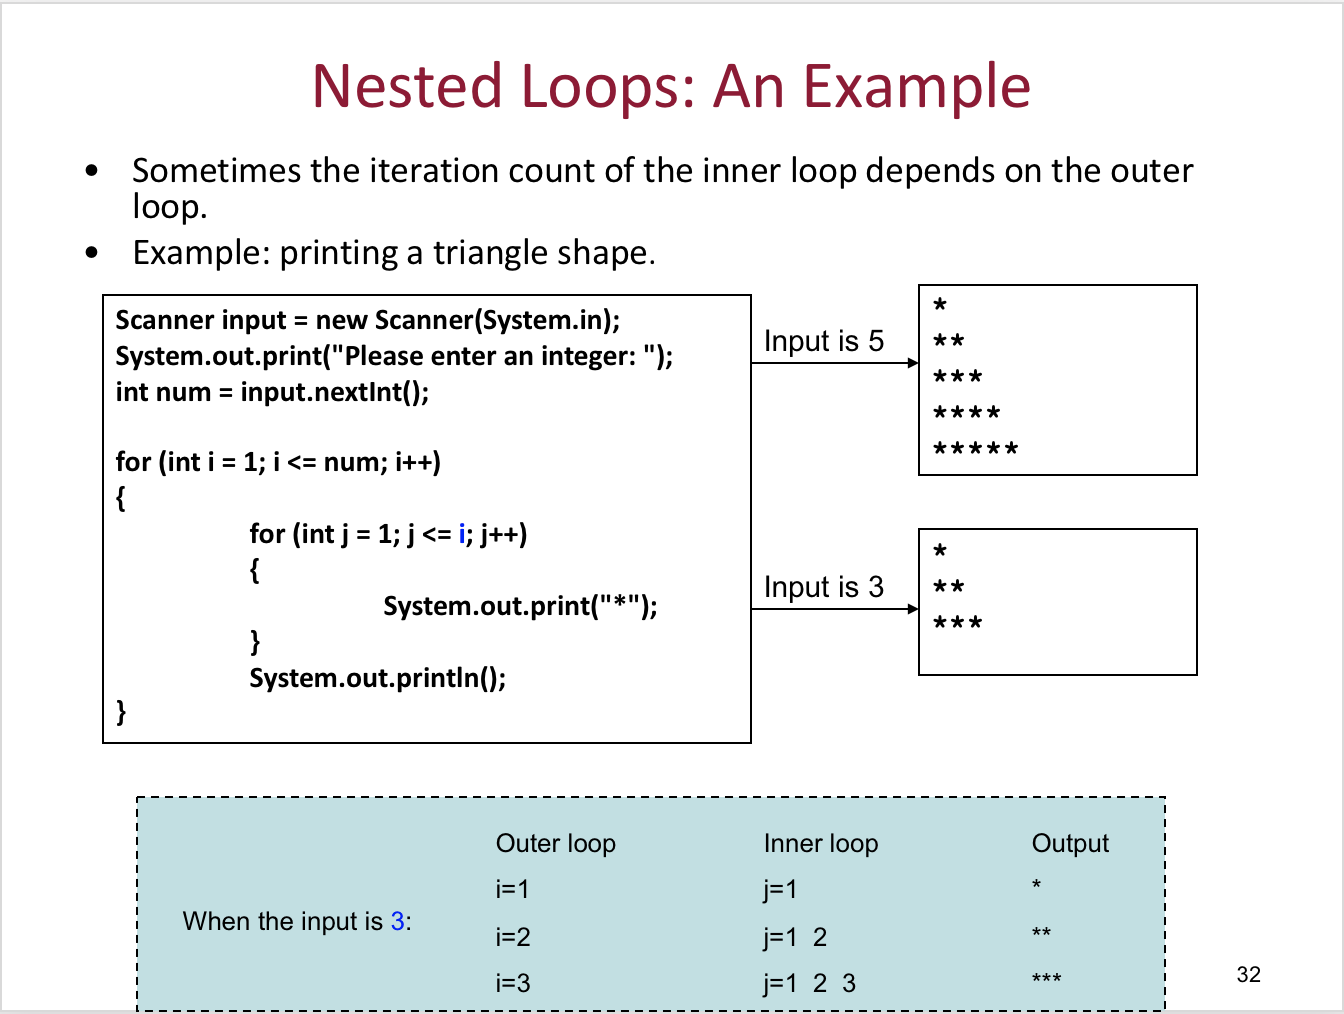 Nested Loops: An Example
• Sometimes the iteration count of the inner loop depends on the outer
loop.
• Example: printing a triangle shape.
Scanner input = new Scanner(System.in);
System.out.print("Please enter an integer: ");
int num = input.nextInt();
for (int i = 1; i <= num; i++)
{
for (int j = 1; j <= i; j++)
{
System.out.print("*");
}
System.out.println();
}
Input is 5
*
**
***
****
*****
Input is 3
*
**
***
When the input is 3:
Outer loop Inner loop Output
i=1 j=1 *
i=2 j=1 2 **
i=3 j=1 2 3 ***
32